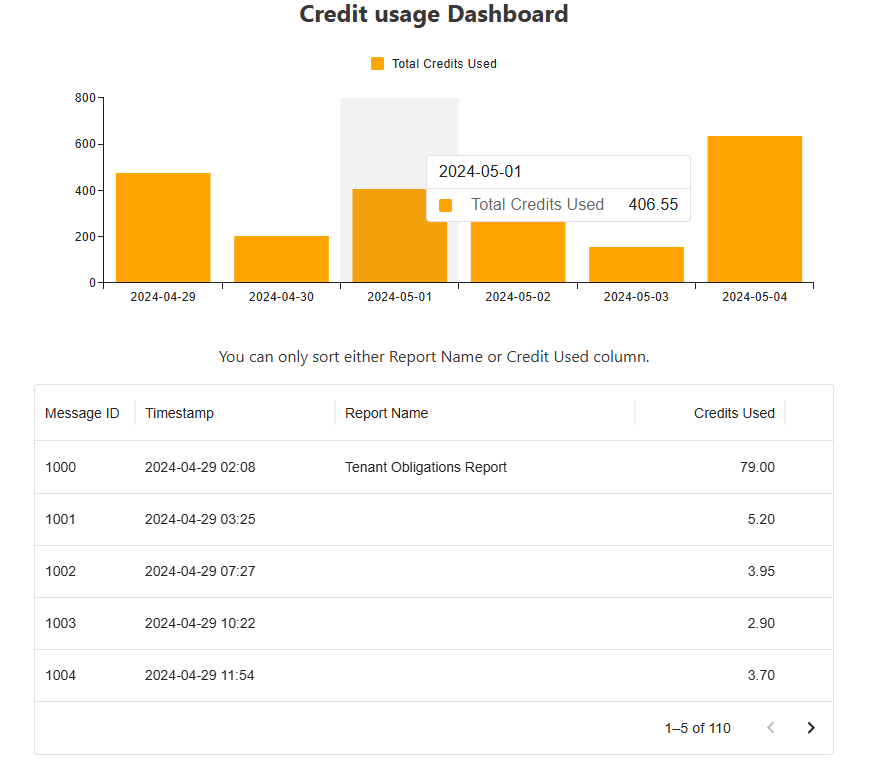 Credit usage Dashboard
Total Credits Used
800
600
400
200
0
2024-05-01
Total Credits Used 406.55
2024-04-29 2024-04-30 2024-05-01 2024-05-02 2024-05-03 2024-05-04
You can only sort either Report Name or Credit Used column.
Message ID Timestamp Report Name Credits Used
1000 2024-04-29 02:08 Tenant Obligations Report 79.00
1001 2024-04-29 03:25 5.20
1002 2024-04-29 07:27 3.95
1003 2024-04-29 10:22 2.90
1004 2024-04-29 11:54 3.70
1–5 of 110